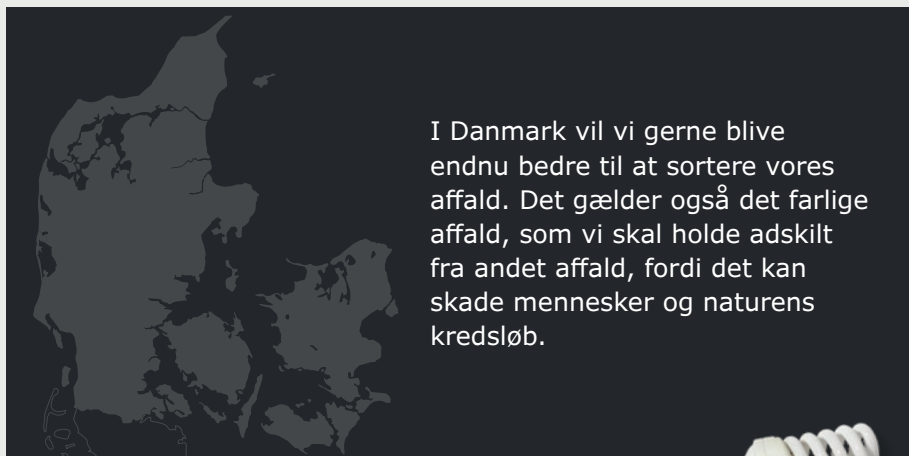 I Danmark vil vi gerne blive
endnu bedre til at sortere vores
affald. Det gælder også det farlige
affald, som vi skal holde adskilt
fra andet affald, fordi det kan
skade mennesker og naturens
kredsløb.